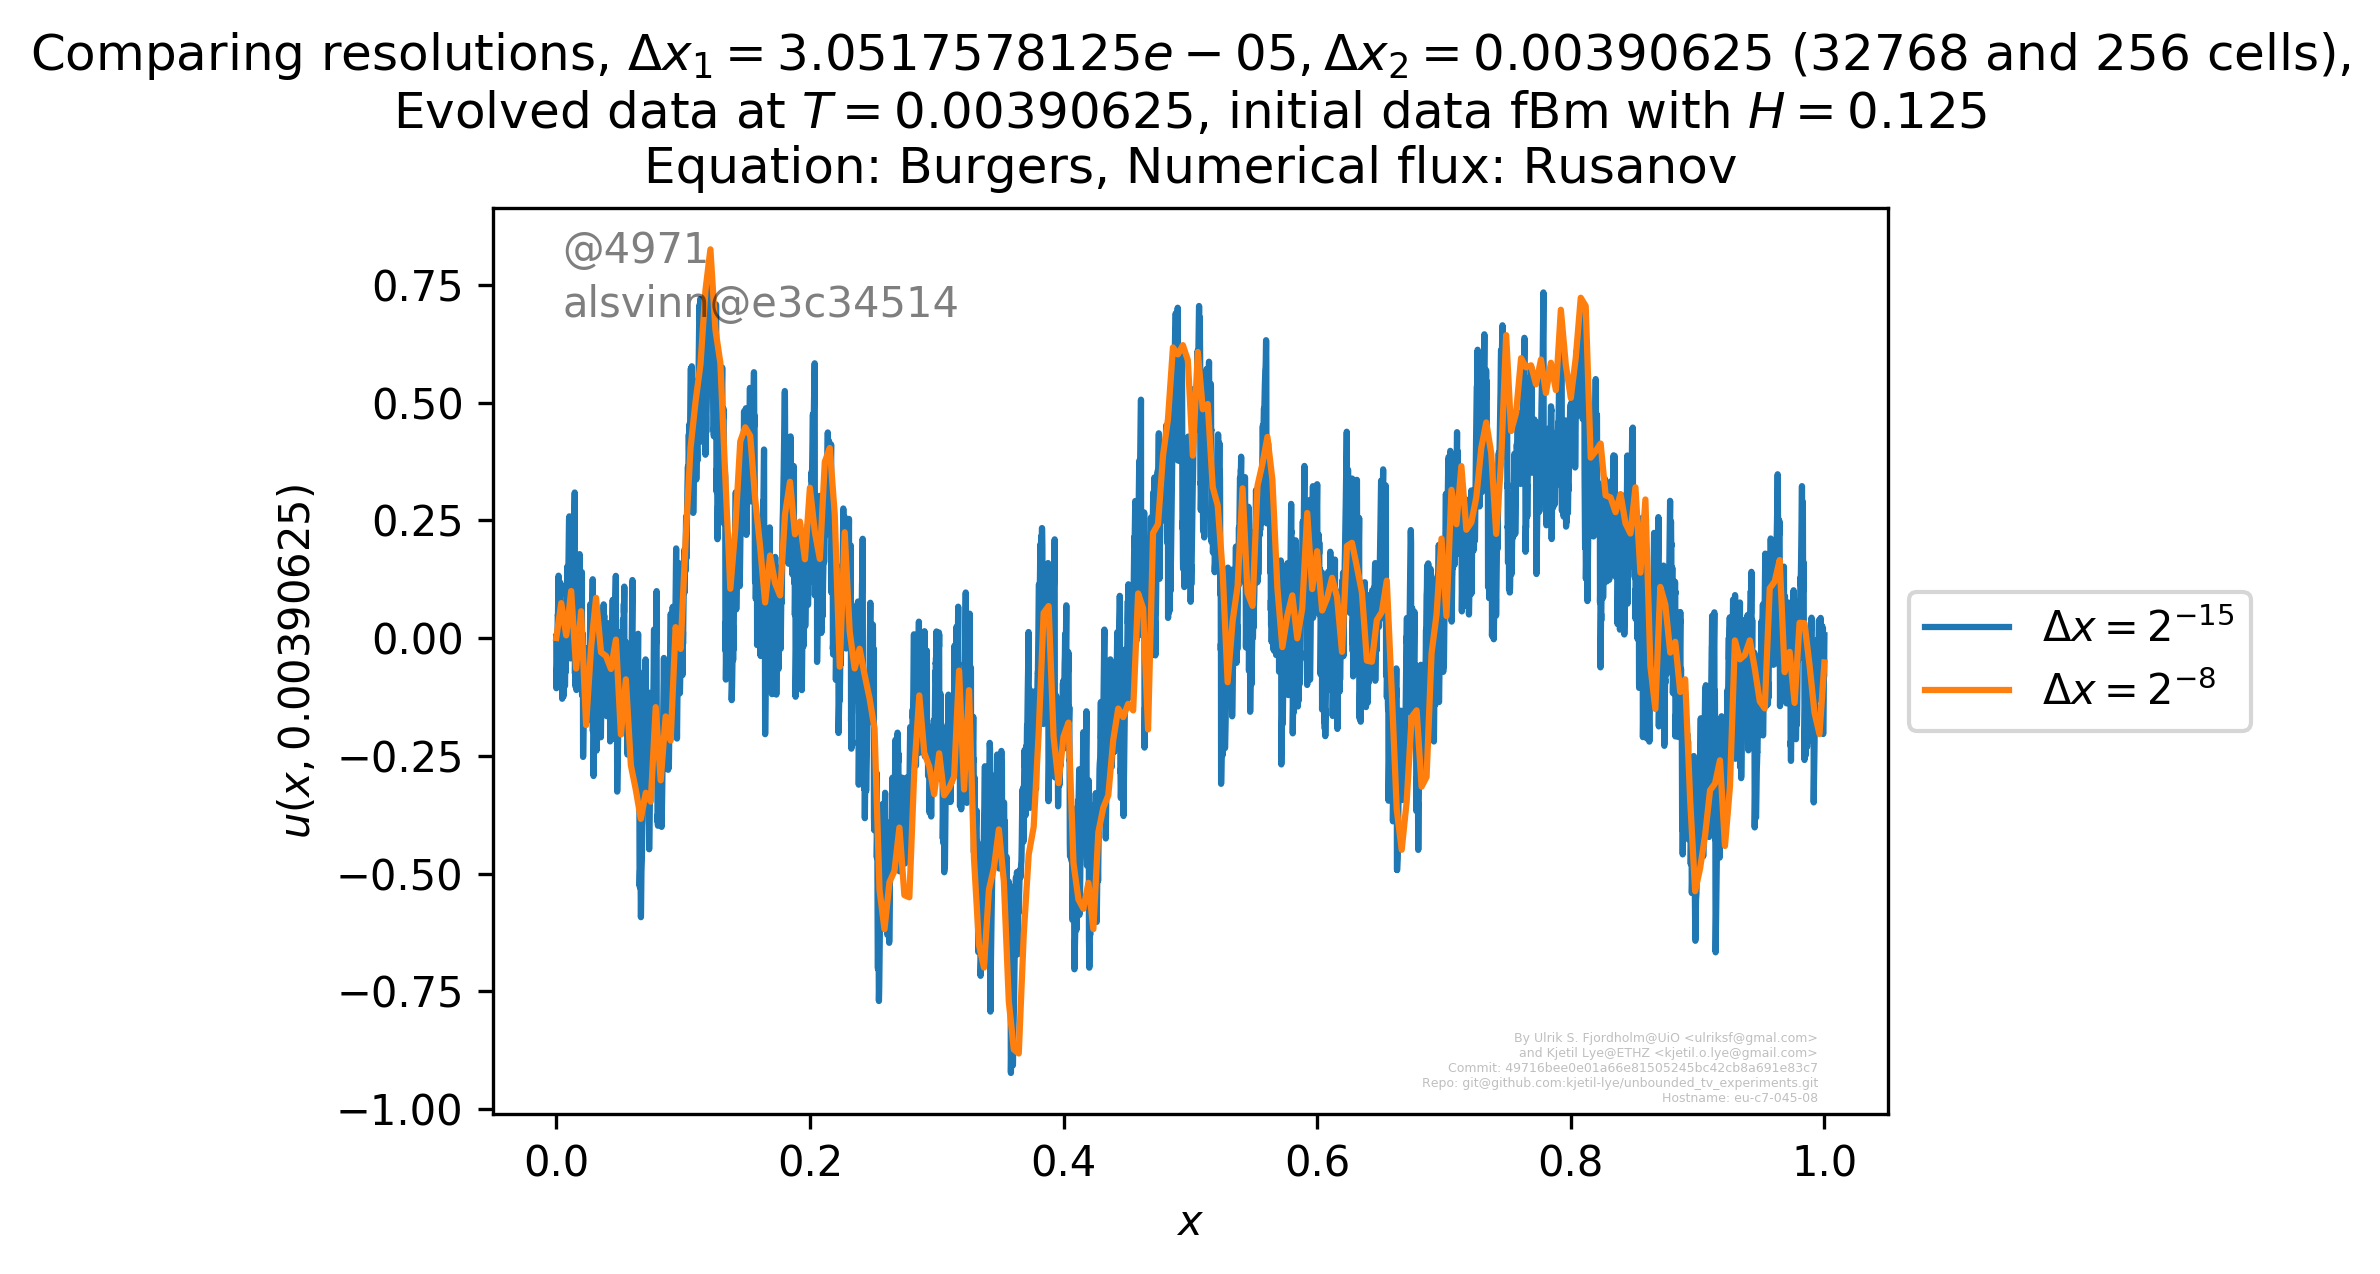 Comparing resolutions, Δx₁ = 3.0517578125e − 05, Δx₂ = 0.00390625 (32768 and 256 cells),
Evolved data at T = 0.00390625, initial data fBm with H = 0.125
Equation: Burgers, Numerical flux: Rusanov
@4971
alsvinn@e3c34514
0.75
0.50
0.25
0.00
−0.25
−0.50
−0.75
−1.00
u(x, 0.00390625)
Δx = 2⁻¹⁵
Δx = 2⁻⁸
By Ulrik S. Fjordholm@UiO <ulriksf@gmal.com>
and Kjetil Lye@ETHZ <kjetil.o.lye@gmail.com>
Commit: 49716bee0e01a66e81505245bc42cb8a691e83c7
Repo: git@github.com:kjetil-lye/unbounded_tv_experiments.git
Hostname: eu-c7-045-08
0.0 0.2 0.4 0.6 0.8 1.0
x